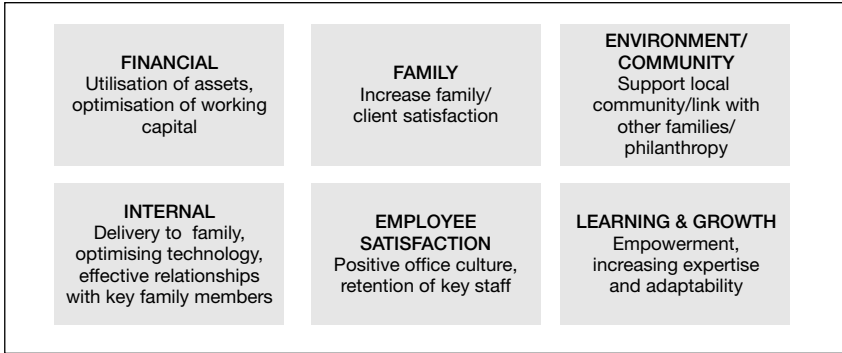 FINANCIAL
Utilisation of assets,
optimisation of working
capital
FAMILY
Increase family/
client satisfaction
ENVIRONMENT/
COMMUNITY
Support local
community/link with
other families/
philanthropy
INTERNAL
Delivery to family,
optimising technology,
effective relationships
with key family members
EMPLOYEE
SATISFACTION
Positive office culture,
retention of key staff
LEARNING & GROWTH
Empowerment,
increasing expertise
and adaptability